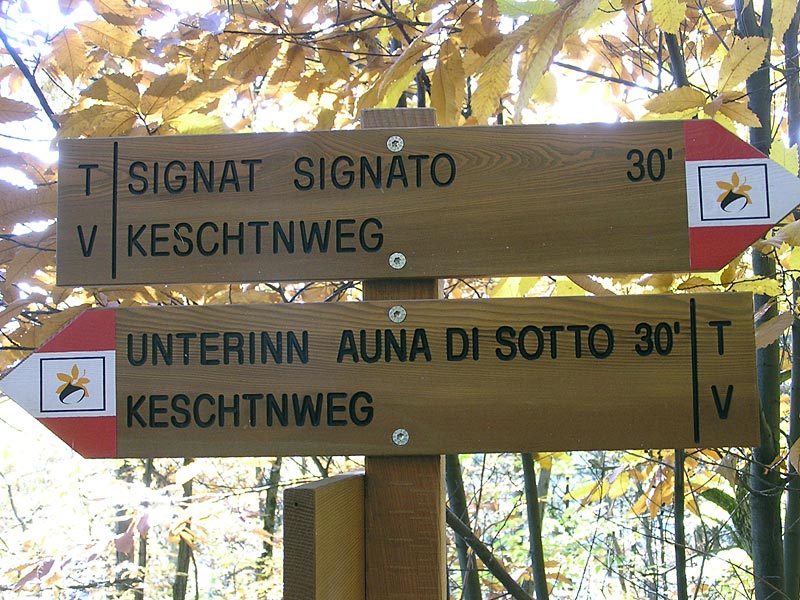 T SIGNAT SIGNATO 30'
V KESCHTNWEG
UNTERINN AUNA DI SOTTO 30' T
KESCHTNWEG V